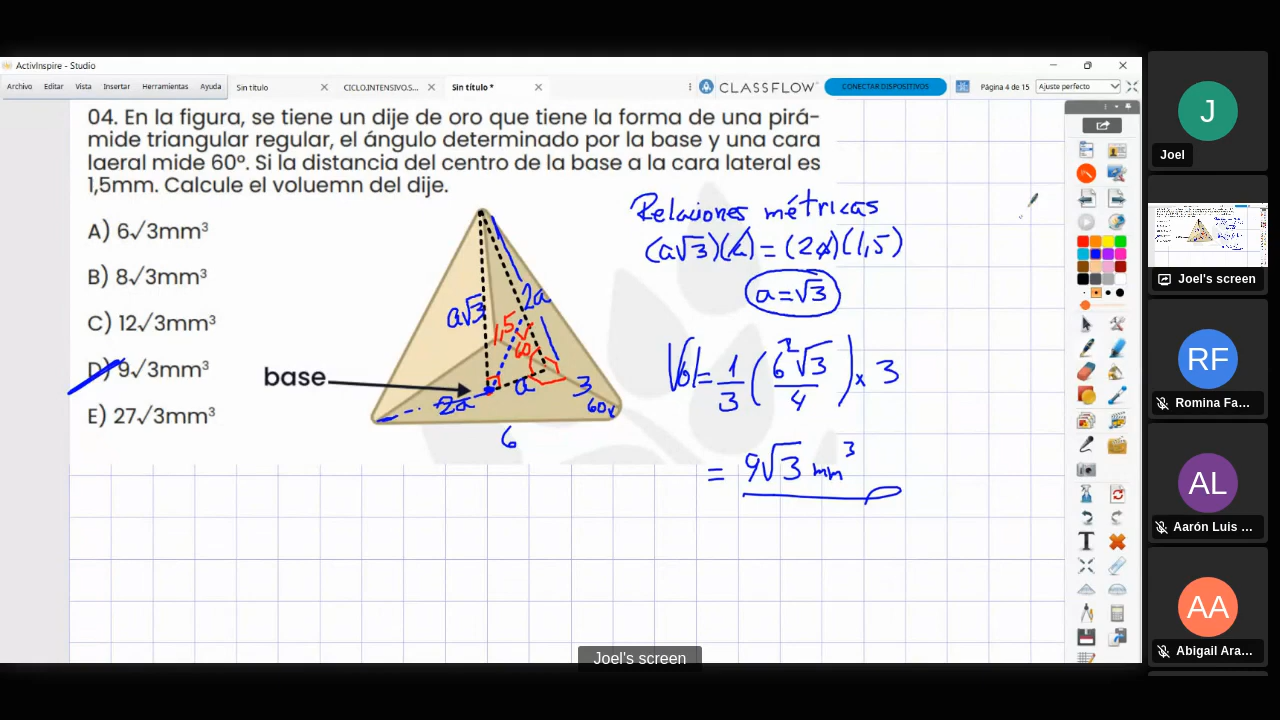 ActivInspire - Studio
Archivo Editar Vista Insertar Herramientas Ayuda
Sin título
CICLO.INTENSIVO.S...
Sin título *
CLASSFLOW
CONECTAR DISPOSITIVOS
Página 4 de 15
Ajuste perfecto
04. En la figura, se tiene un dije de oro que tiene la forma de una pirá-
mide triangular regular, el ángulo determinado por la base y una cara
laeral mide 60°. Si la distancia del centro de la base a la cara lateral es
1,5mm. Calcule el voluemn del dije.
A) 6√3mm³
B) 8√3mm³
C) 12√3mm³
D) 9√3mm³
E) 27√3mm³
base
a√3
2a
1,5
60
a
3
2a
60
6
Relaciones métricas
(a√3)(a) = (2a)(1,5)
a = √3
Vol = 1/3 (6²√3/4) x 3
= 9√3 mm³
Joel's screen
J
Joel
Joel's screen
RF
Romina Fa...
AL
Aarón Luis ...
AA
Abigail Ara...